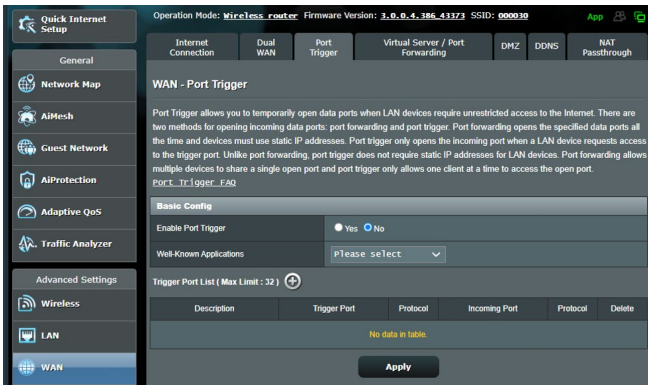 Quick Internet
Setup
General
Network Map
AiMesh
Guest Network
AiProtection
Adaptive QoS
Traffic Analyzer
Advanced Settings
Wireless
LAN
WAN
Operation Mode: Wireless router Firmware Version: 3.0.0.4.386_43373 SSID: 000030
App
Internet
Connection
Dual
WAN
Port
Trigger
Virtual Server / Port
Forwarding
DMZ
DDNS
NAT
Passthrough
WAN - Port Trigger
Port Trigger allows you to temporarily open data ports when LAN devices require unrestricted access to the Internet. There are
two methods for opening incoming data ports: port forwarding and port trigger. Port forwarding opens the specified data ports all
the time and devices must use static IP addresses. Port trigger only opens the incoming port when a LAN device requests access
to the trigger port. Unlike port forwarding, port trigger does not require static IP addresses for LAN devices. Port forwarding allows
multiple devices to share a single open port and port trigger only allows one client at a time to access the open port.
Port Trigger FAQ
Basic Config
Enable Port Trigger Yes No
Well-Known Applications Please select
Trigger Port List ( Max Limit : 32 )
Description Trigger Port Protocol Incoming Port Protocol Delete
No data in table.
Apply